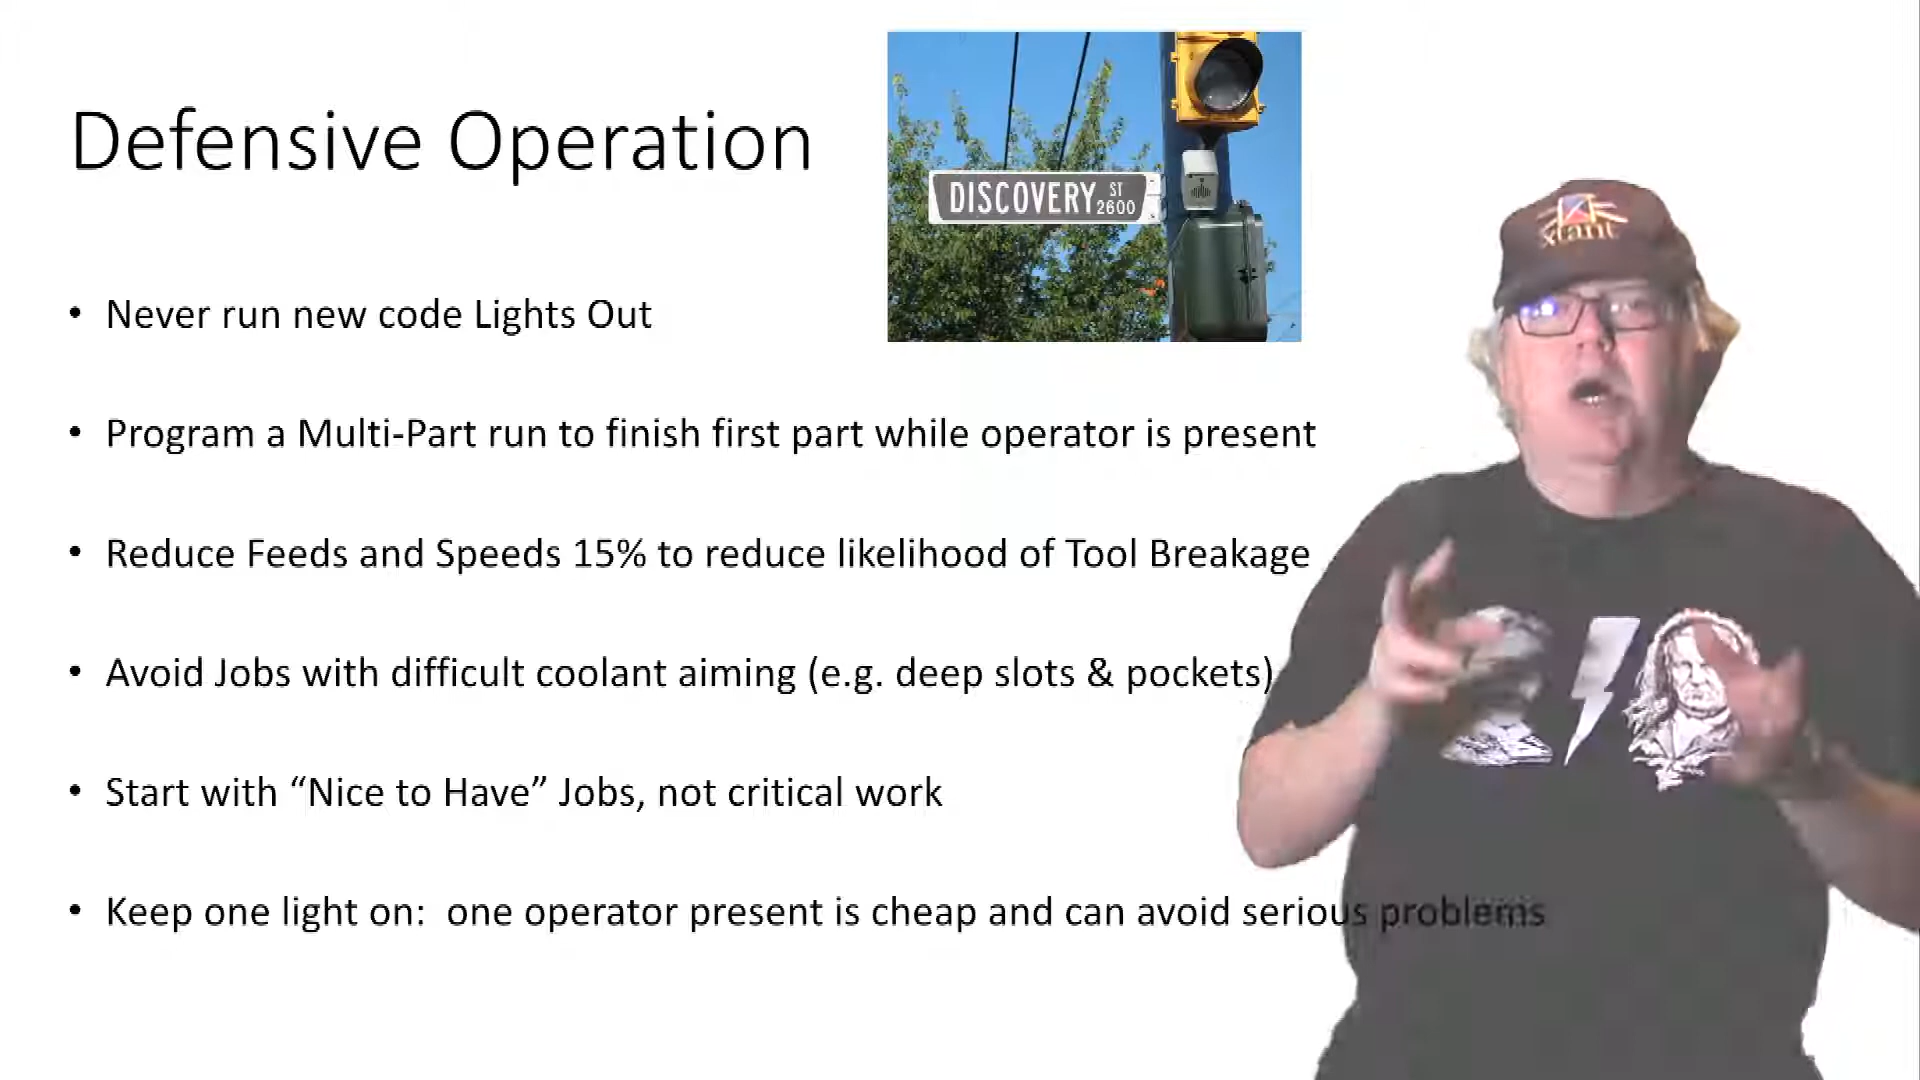 Defensive Operation
DISCOVERY ST
2600
xtant
• Never run new code Lights Out
• Program a Multi-Part run to finish first part while operator is present
• Reduce Feeds and Speeds 15% to reduce likelihood of Tool Breakage
• Avoid Jobs with difficult coolant aiming (e.g. deep slots & pockets)
• Start with “Nice to Have” Jobs, not critical work
• Keep one light on:  one operator present is cheap and can avoid serious problems